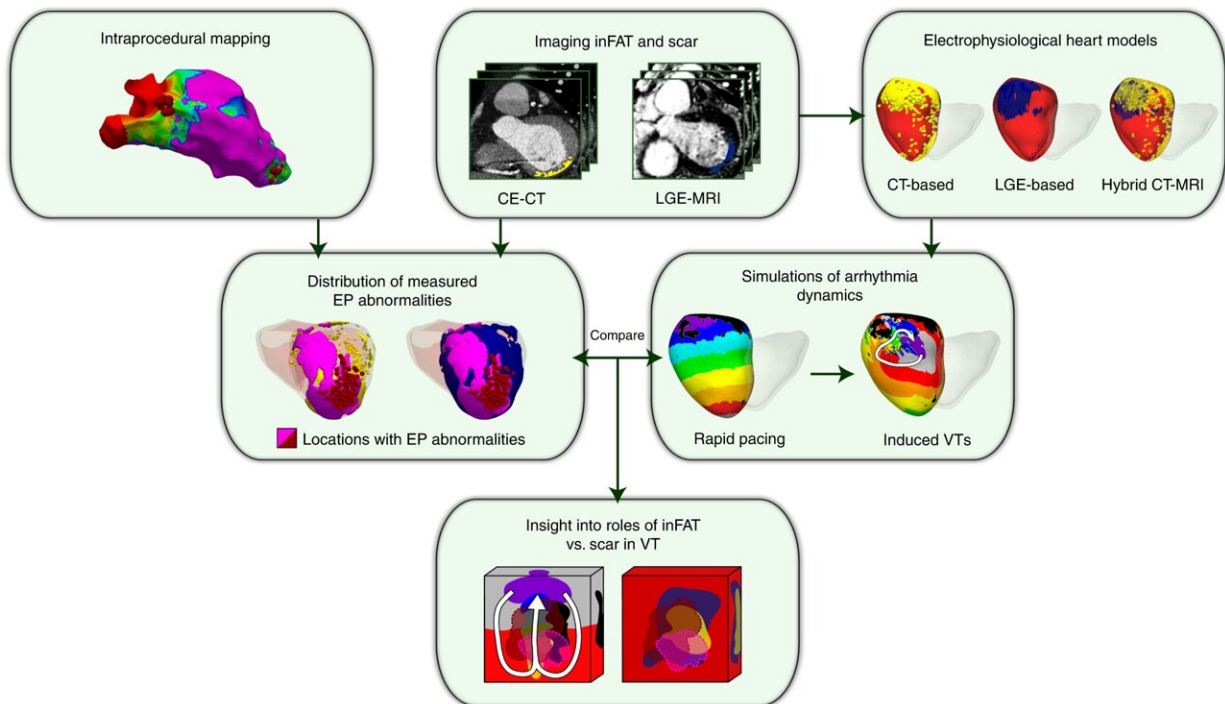 Intraprocedural mapping
Imaging inFAT and scar
CE-CT
LGE-MRI
Electrophysiological heart models
CT-based
LGE-based
Hybrid CT-MRI
Distribution of measured
EP abnormalities
Locations with EP abnormalities
Compare
Simulations of arrhythmia
dynamics
Rapid pacing
Induced VTs
Insight into roles of inFAT
vs. scar in VT